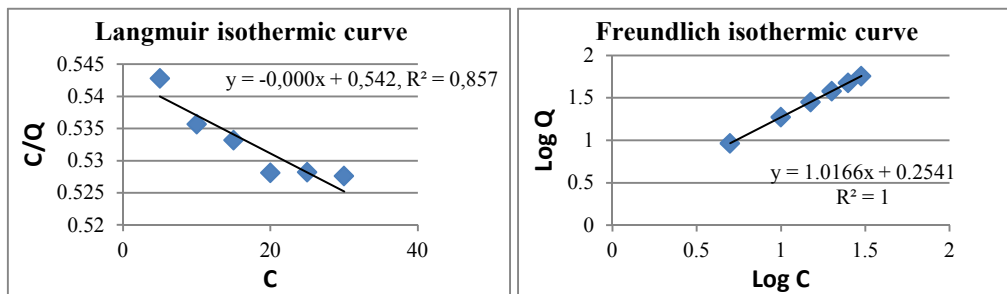 Langmuir isothermic curve
y = -0,000x + 0,542, R² = 0,857
C/Q
0.545
0.54
0.535
0.53
0.525
0.52
0
20
40
C
Freundlich isothermic curve
Log Q
2
1.5
1
0.5
0
y = 1.0166x + 0.2541
R² = 1
0
0.5
1
1.5
2
Log C